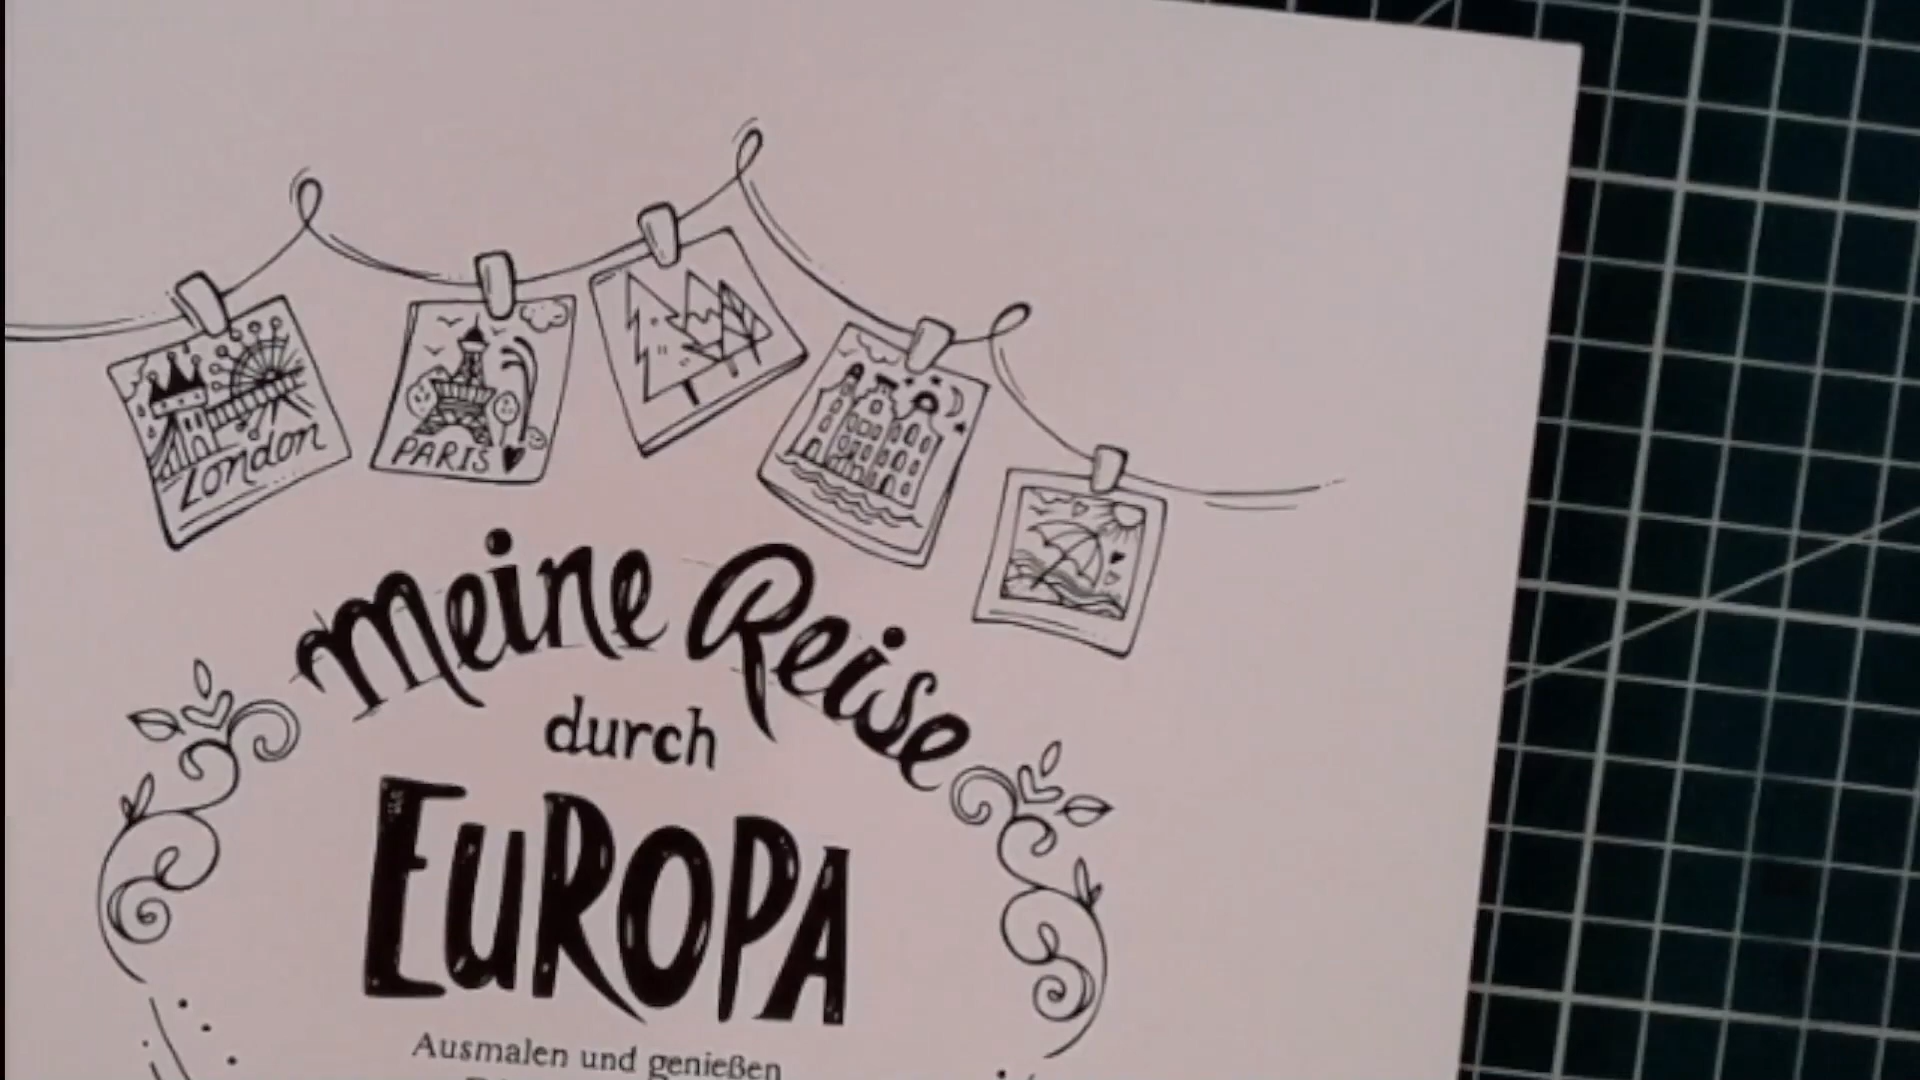 London
PARIS
Meine Reise
durch
EUROPA
Ausmalen und genießen